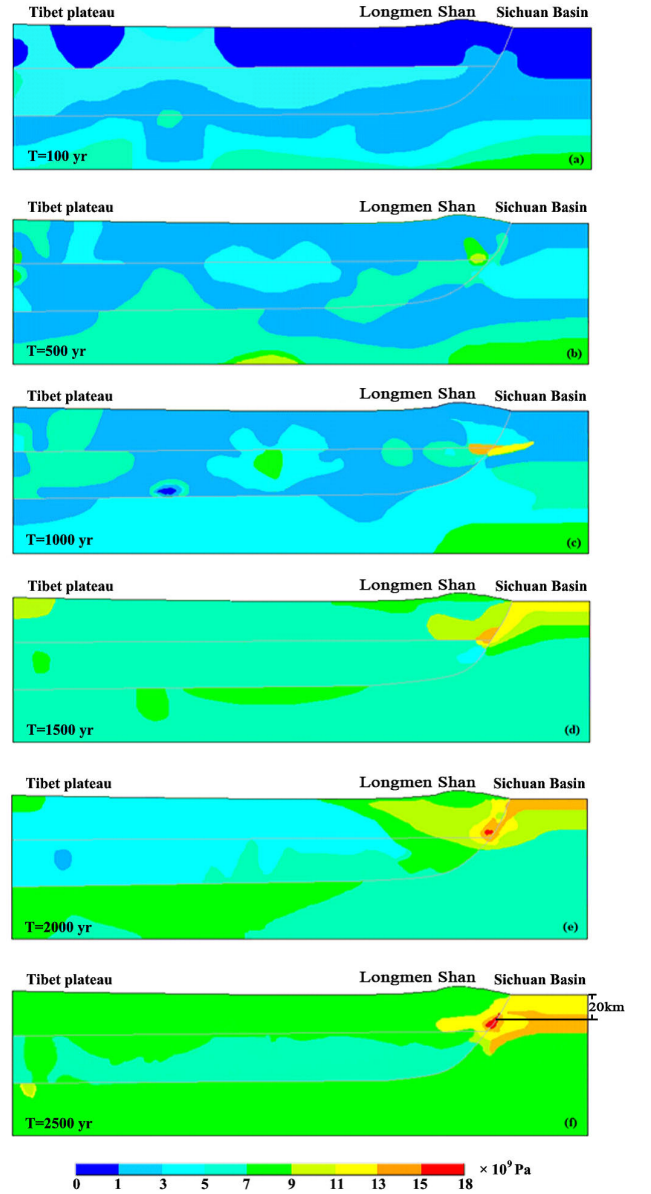 Tibet plateau Longmen Shan Sichuan Basin
T=100 yr (a)
Tibet plateau Longmen Shan Sichuan Basin
T=500 yr (b)
Tibet plateau Longmen Shan Sichuan Basin
T=1000 yr (c)
Tibet plateau Longmen Shan Sichuan Basin
T=1500 yr (d)
Tibet plateau Longmen Shan Sichuan Basin
T=2000 yr (e)
Tibet plateau Longmen Shan Sichuan Basin
20km
T=2500 yr (f)
× 10⁹ Pa
0 1 3 5 7 9 11 13 15 18